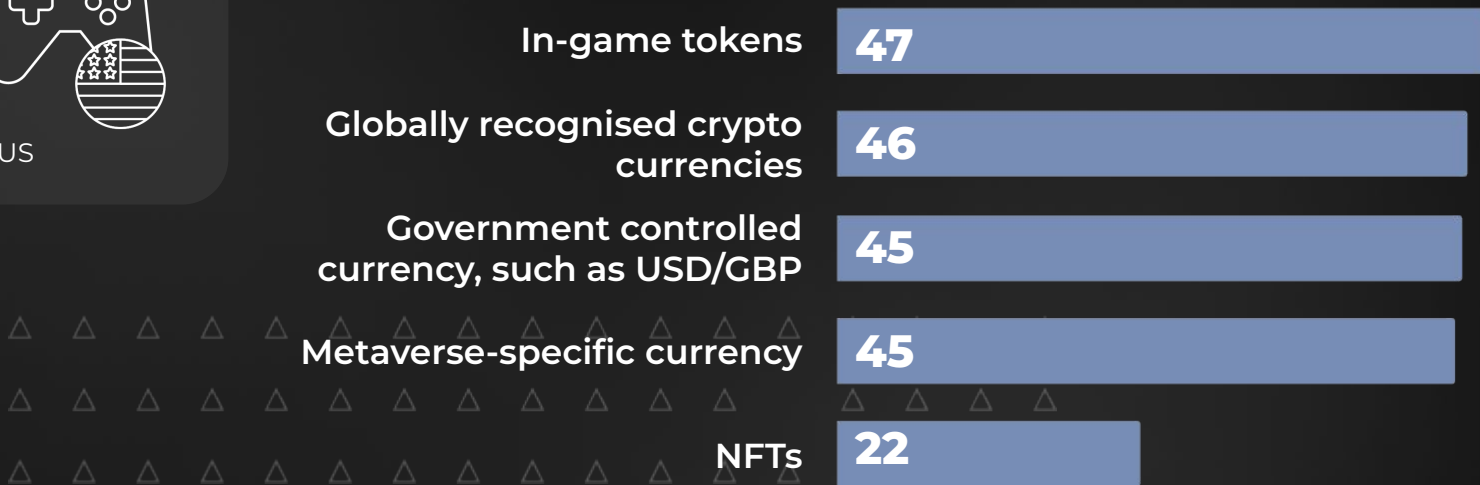 US
In-game tokens
47
Globally recognised crypto
currencies
46
Government controlled
currency, such as USD/GBP
45
Metaverse-specific currency
45
NFTs
22